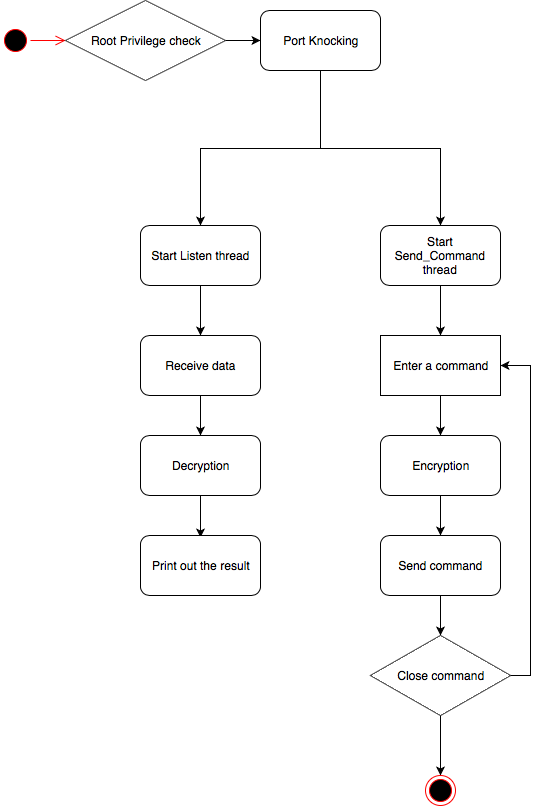 Root Privilege check
Port Knocking
Start Listen thread
Start
Send_Command
thread
Receive data
Enter a command
Decryption
Encryption
Print out the result
Send command
Close command